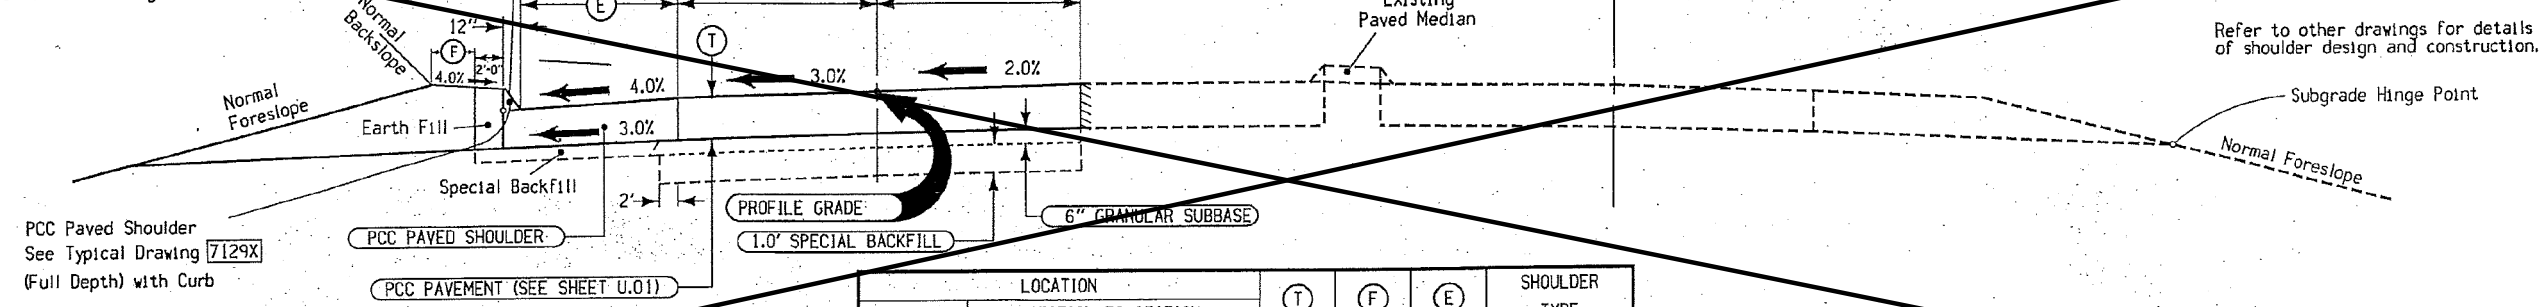 Normal
Backslope
12"
E
F
2'-0"
4.0%
T
4.0%
3.0%
2.0%
Existing
Paved Median
Refer to other drawings for details
of shoulder design and construction.
Normal
Foreslope
Earth Fill
3.0%
Subgrade Hinge Point
Normal Foreslope
Special Backfill
2'
PROFILE GRADE
6" GRANULAR SUBBASE
PCC Paved Shoulder
See Typical Drawing 7129X
(Full Depth) with Curb
PCC PAVED SHOULDER
1.0' SPECIAL BACKFILL
PCC PAVEMENT (SEE SHEET U.01)
LOCATION
T
F
E
SHOULDER
TYPE